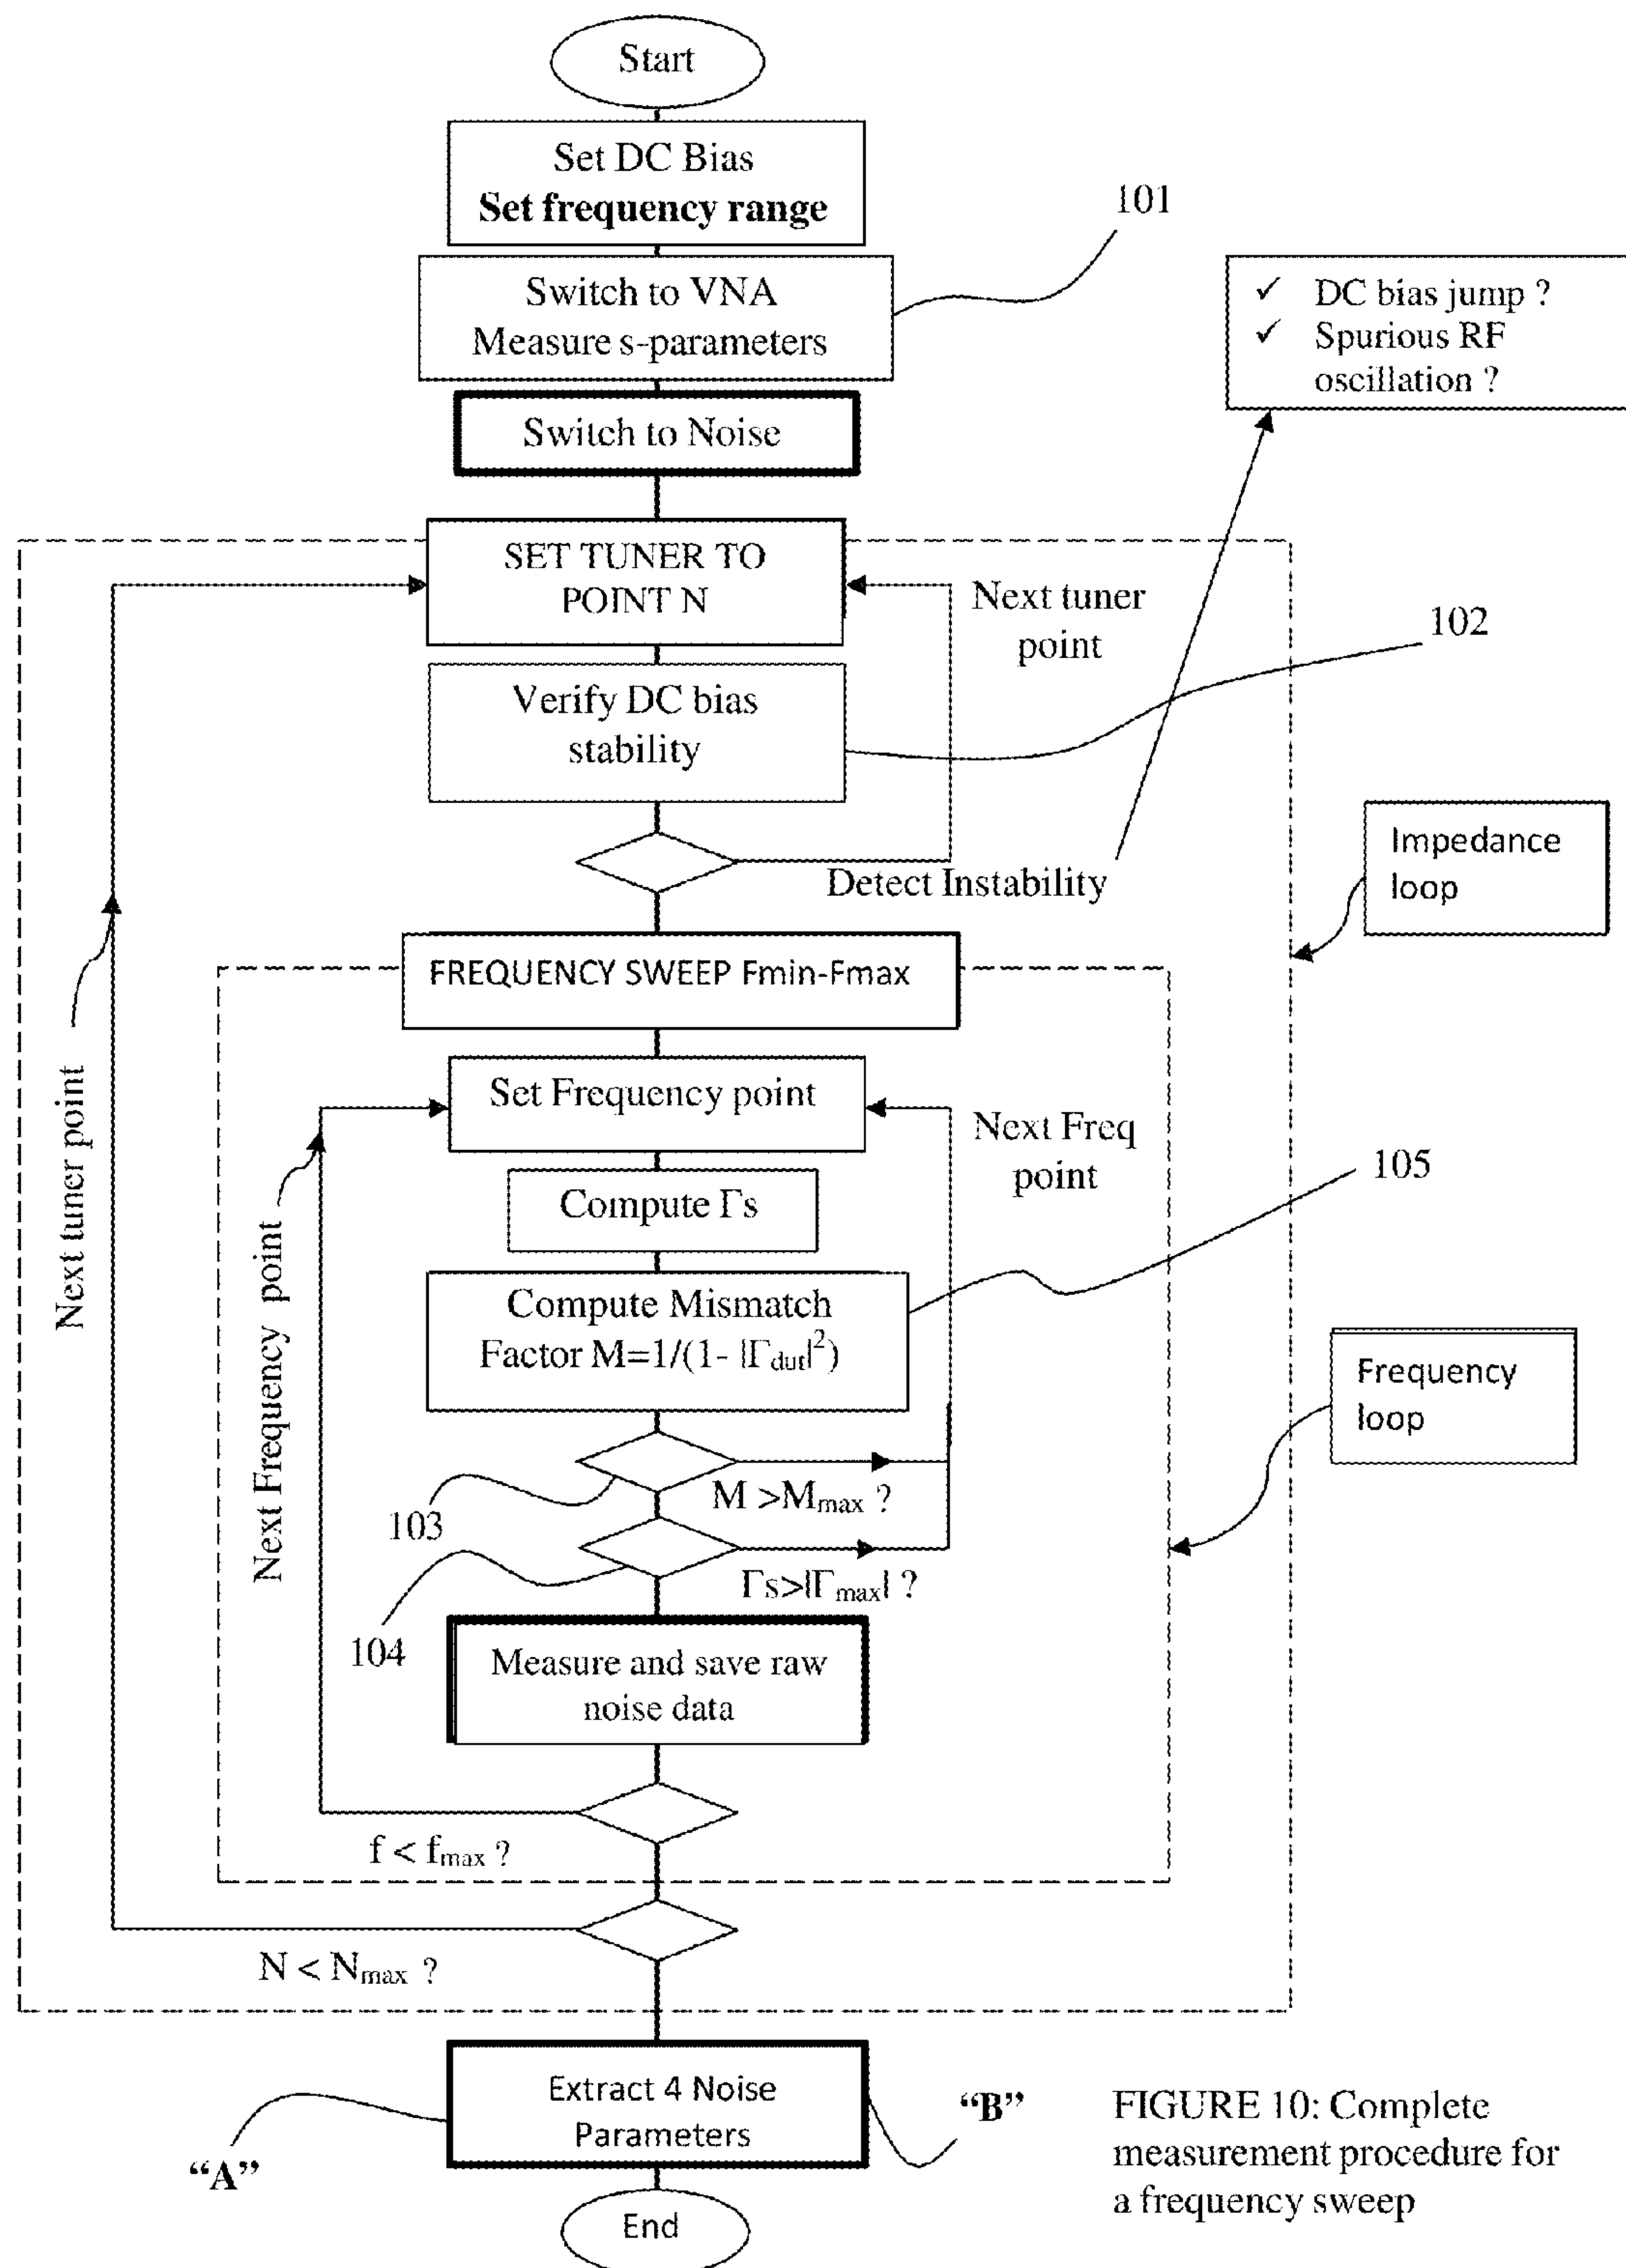 Start
Set DC Bias
Set frequency range
101
Switch to VNA
Measure s-parameters
✓ DC bias jump ?
✓ Spurious RF
oscillation ?
Switch to Noise
SET TUNER TO
POINT N
Next tuner
point
102
Verify DC bias
stability
Detect Instability
Impedance
loop
FREQUENCY SWEEP Fmin-Fmax
Set Frequency point
Next Freq
point
105
Compute Γs
Compute Mismatch
Factor M=1/(1- |Γdut|²)
Frequency
loop
Next tuner point
Next Frequency point
M >Mmax ?
103
Γs>|Γmax| ?
104
Measure and save raw
noise data
f < fmax ?
N < Nmax ?
Extract 4 Noise
Parameters
“A”
“B”
End
FIGURE 10: Complete
measurement procedure for
a frequency sweep